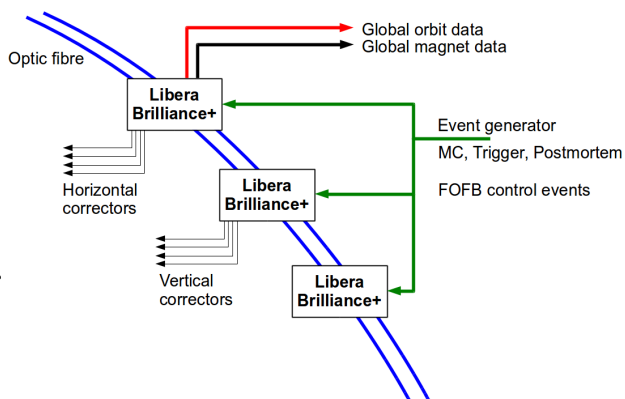 Global orbit data
Global magnet data
Optic fibre
Libera
Brilliance+
Event generator
MC, Trigger, Postmortem
FOFB control events
Horizontal
correctors
Libera
Brilliance+
Vertical
correctors
Libera
Brilliance+